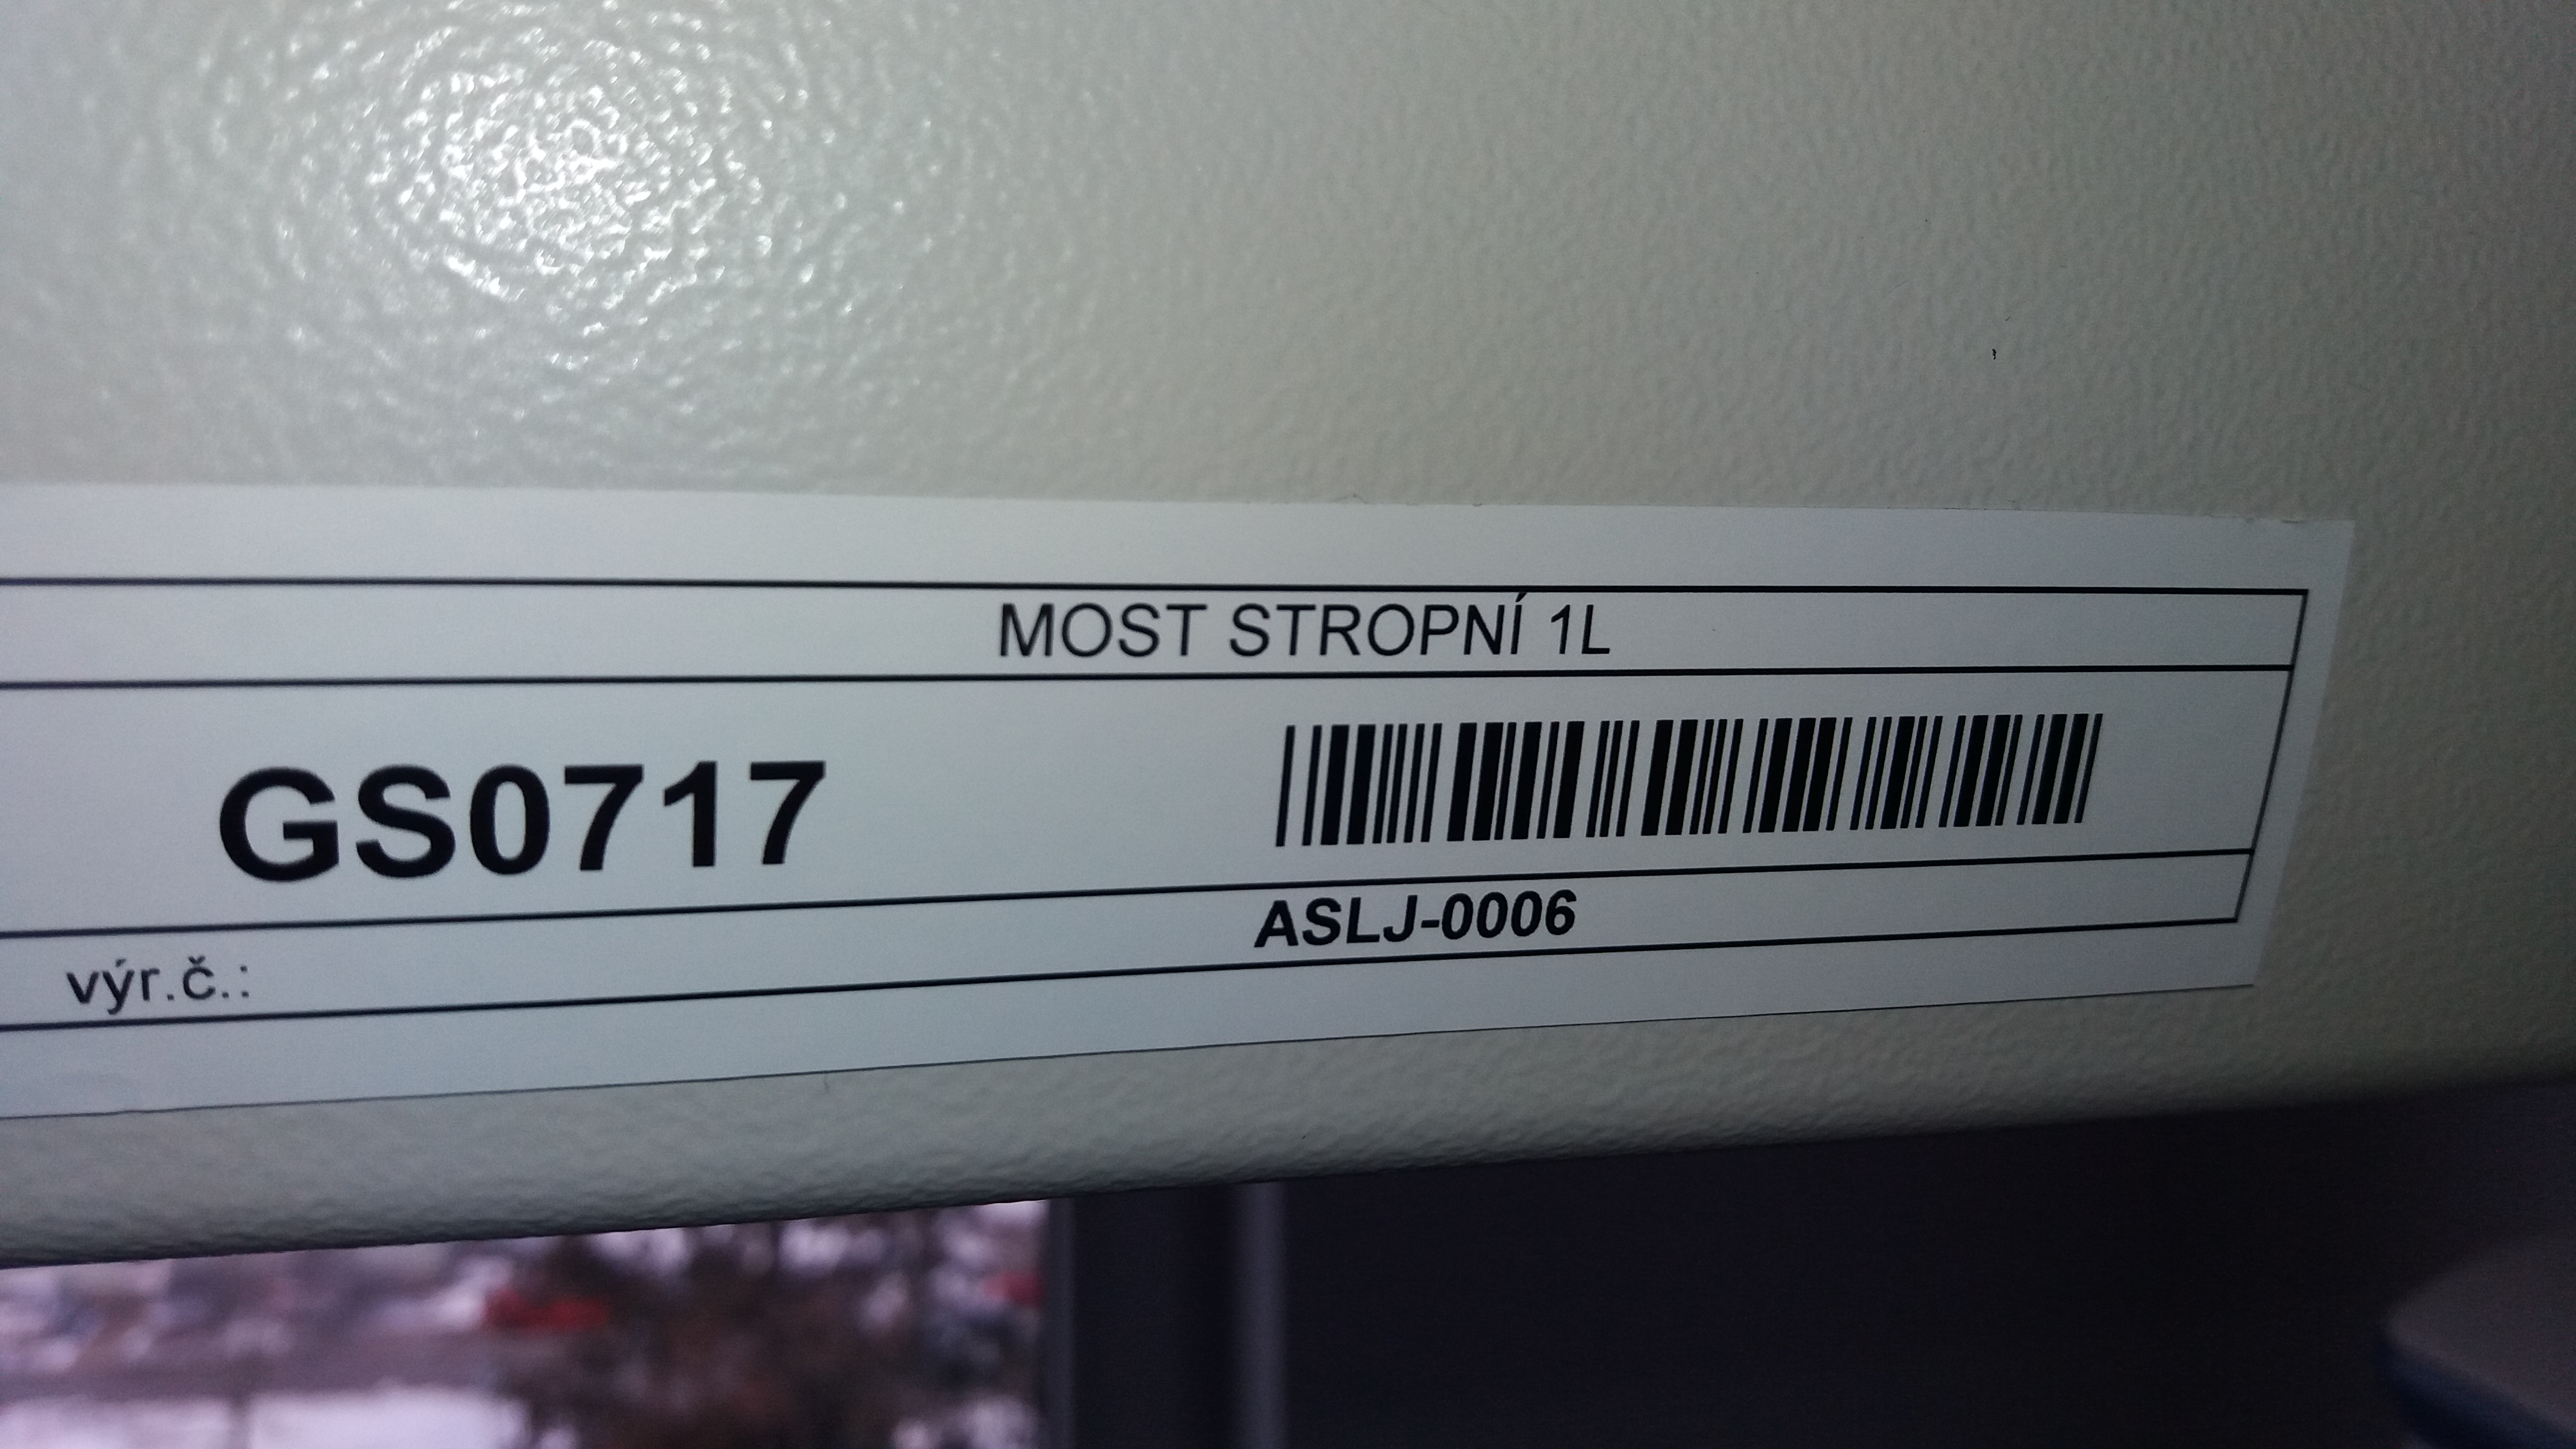 MOST STROPNÍ 1L
GS0717
výr.č.: ASLJ-0006